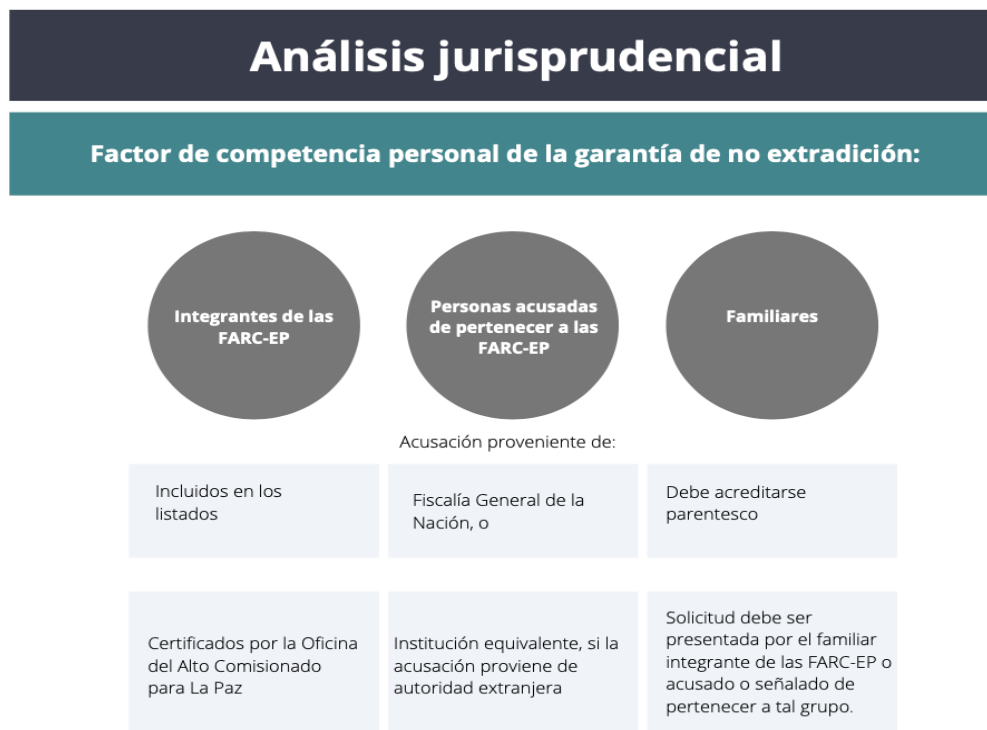 Análisis jurisprudencial
Factor de competencia personal de la garantía de no extradición:
Integrantes de las
FARC-EP
Personas acusadas
de pertenecer a las
FARC-EP
Familiares
Acusación proveniente de:
Incluidos en los
listados
Fiscalía General de la
Nación, o
Debe acreditarse
parentesco
Certificados por la Oficina
del Alto Comisionado
para La Paz
Institución equivalente, si la
acusación proviene de
autoridad extranjera
Solicitud debe ser
presentada por el familiar
integrante de las FARC-EP o
acusado o señalado de
pertenecer a tal grupo.